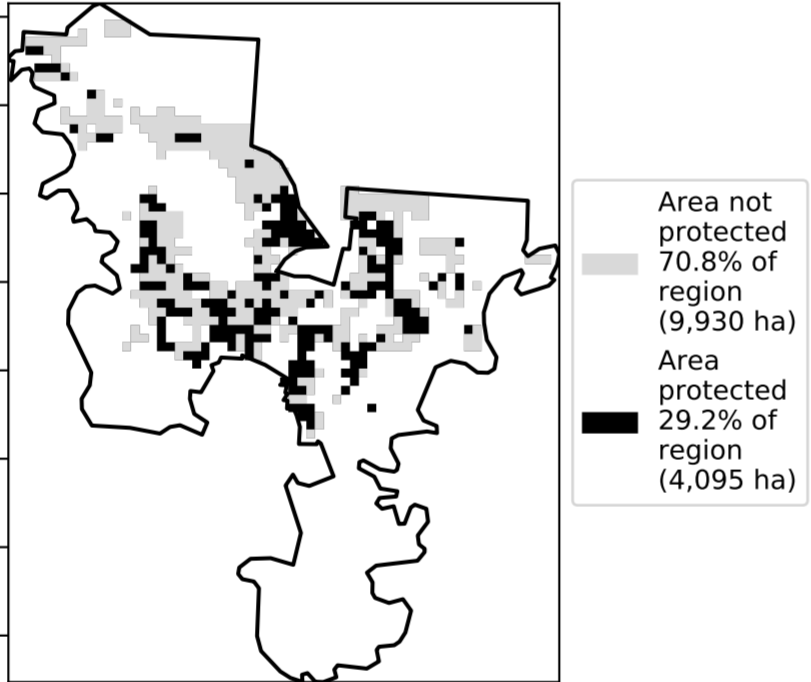 Area not
protected
70.8% of
region
(9,930 ha)
Area
protected
29.2% of
region
(4,095 ha)